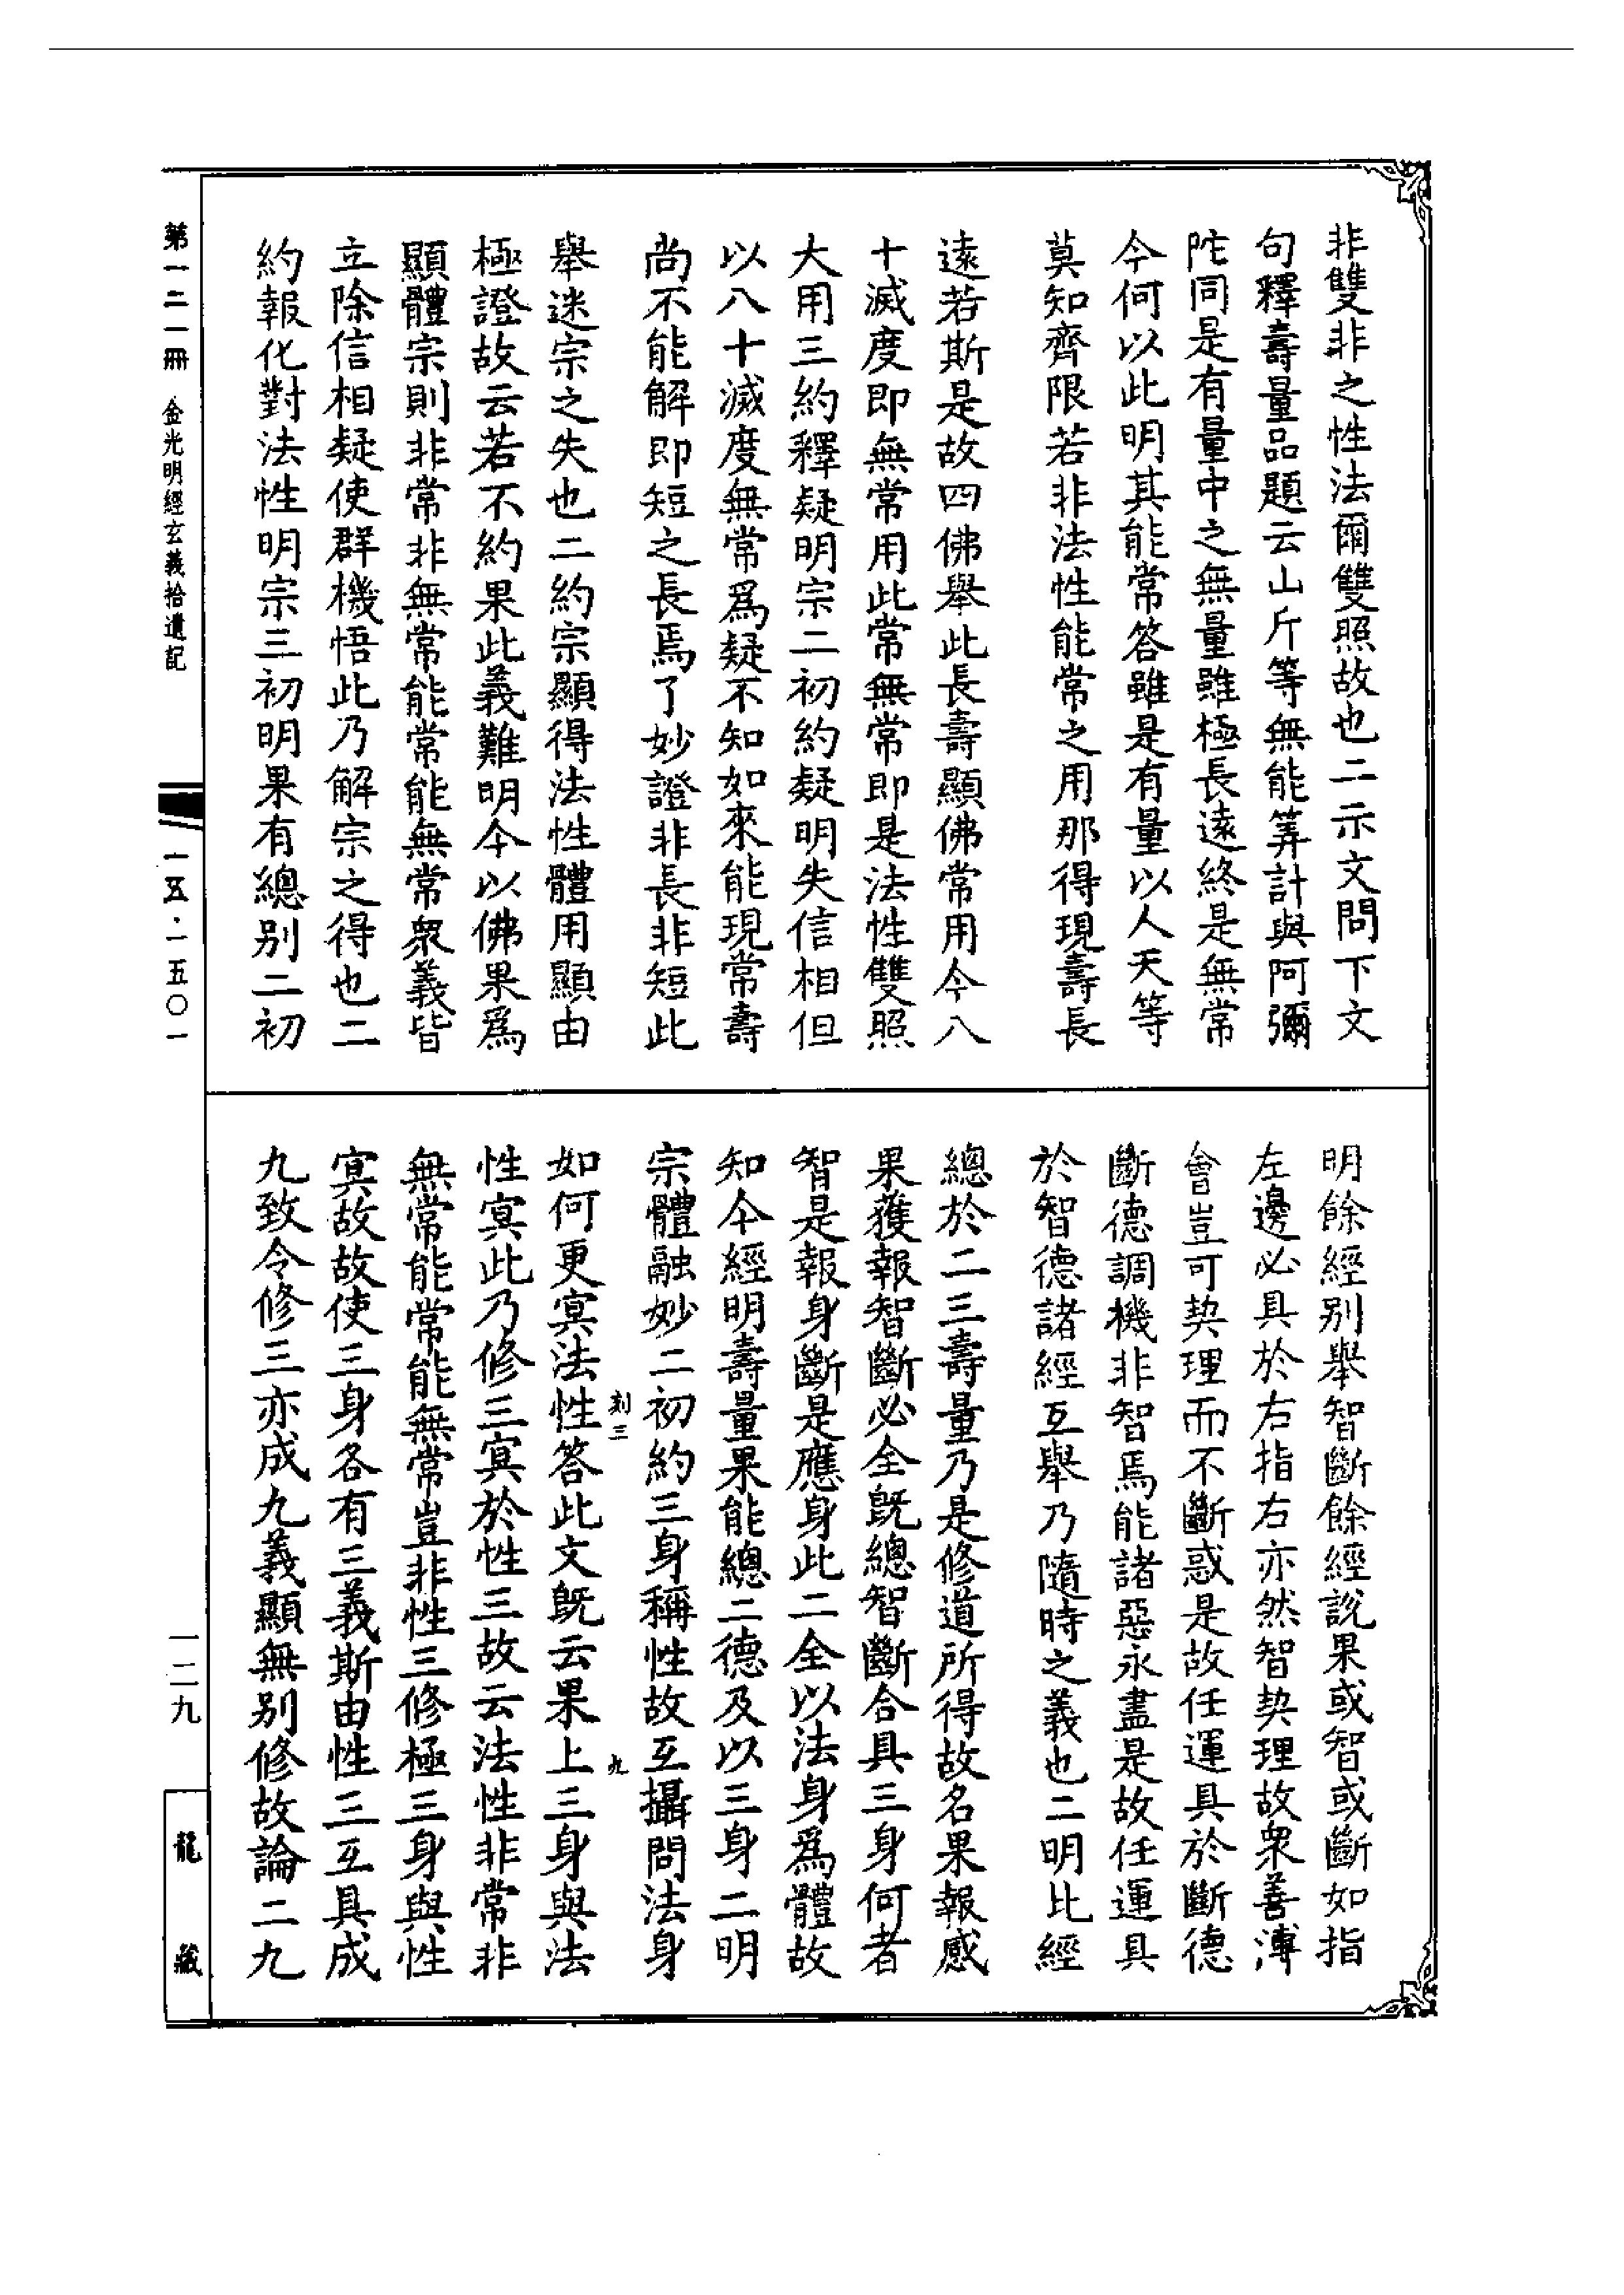 非雙非之性法爾雙照故也二示文問下文
句釋壽量品題云山斤等無能筭計與阿彌
陀同是有量中之無量雖極長遠終是無常
今何以此明其能常答雖是有量以人天等
莫知齊限若非法性能常之用那得現壽長
遠若斯是故四佛舉此長壽顯佛常用今八
十滅度即無常用此常無常即是法性雙照
大用三約釋疑明宗二初約疑明失信相但
以八十滅度無常爲疑不知如來能現常壽
尚不能解即短之長焉了妙證非長非短此
舉迷宗之失也二約宗顯得法性體用顯由
極證故云若不約果此義難明今以佛果爲
顯體宗則非常非無常能常能無常眾義皆
立除信相疑使群機悟此乃解宗之得也二
約報化對法性明宗三初明果有總别二初
明餘經别舉智斷餘經說果或智或斷如指
左邊必具於右指右亦然智契理故眾善溥
會豈可契理而不斷惑是故任運具於斷德
斷德調機非智焉能諸惡永盡是故任運具
於智德諸經互舉乃隨時之義也二明比經
總於二三壽量乃是修道所得故名果報感
果獲報智斷必全旣總智斷合具三身何者
智是報身斷是應身此二全以法身爲體故
知今經明壽量果能總二德及以三身二明
宗體融妙二初約三身稱性故互攝問法身
如何更冥法性答此文旣云果上三身與法
性冥此乃修三冥於性三故云法性非常非
無常能常能無常豈非性三修極三身與性
冥故故使三身各有三義斯由性三互具成
九致令修三亦成九義顯無别修故論二九
刻三
九
第一二一冊 金光明經玄義拾遺記
一五·一五〇一
一二九
龍藏